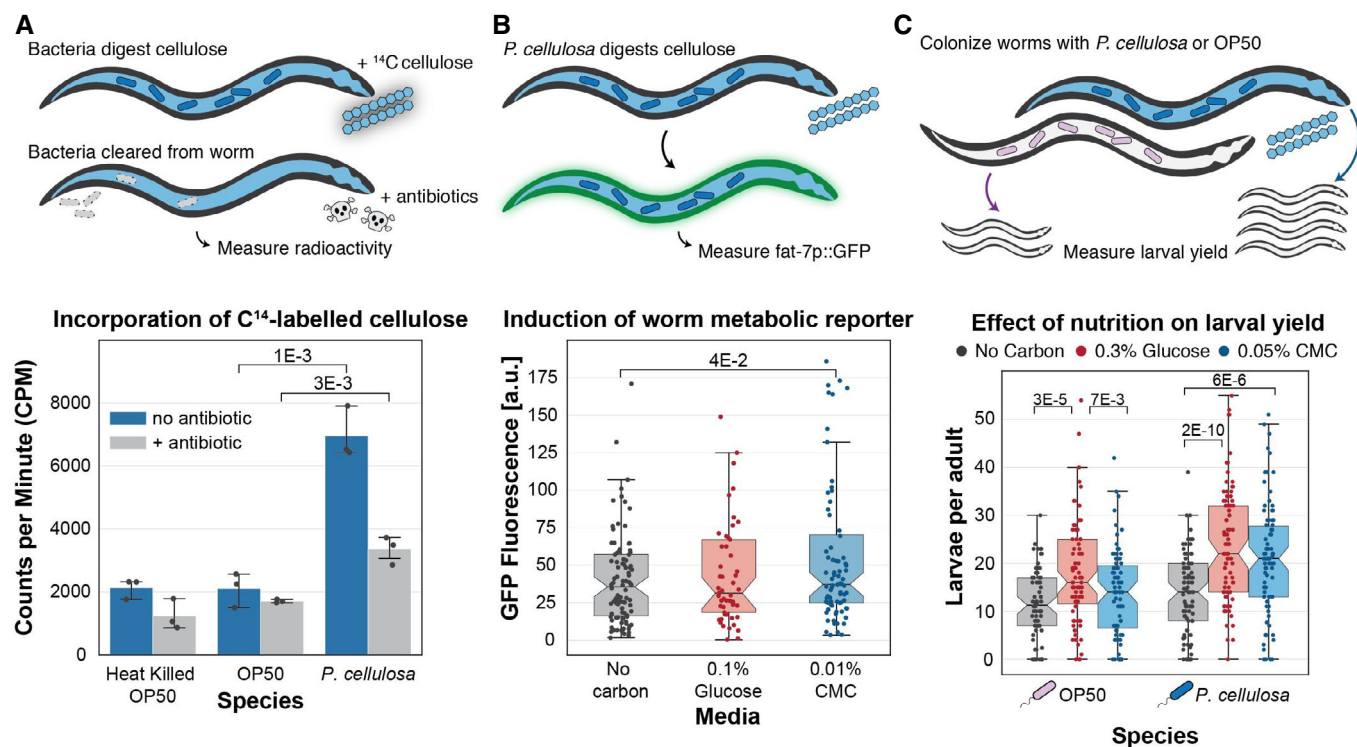 A
Bacteria digest cellulose
+ ¹⁴C cellulose
Bacteria cleared from worm
+ antibiotics
Measure radioactivity
Incorporation of C¹⁴-labelled cellulose
1E-3
3E-3
no antibiotic
+ antibiotic
Counts per Minute (CPM)
8000
6000
4000
2000
0
Heat Killed
OP50
OP50
P. cellulosa
Species
B
P. cellulosa digests cellulose
Measure fat-7p::GFP
Induction of worm metabolic reporter
4E-2
GFP Fluorescence [a.u.]
175
150
125
100
75
50
25
0
No
carbon
0.1%
Glucose
0.01%
CMC
Media
C
Colonize worms with P. cellulosa or OP50
Measure larval yield
Effect of nutrition on larval yield
No Carbon
0.3% Glucose
0.05% CMC
3E-5
7E-3
6E-6
2E-10
Larvae per adult
50
40
30
20
10
0
OP50
P. cellulosa
Species